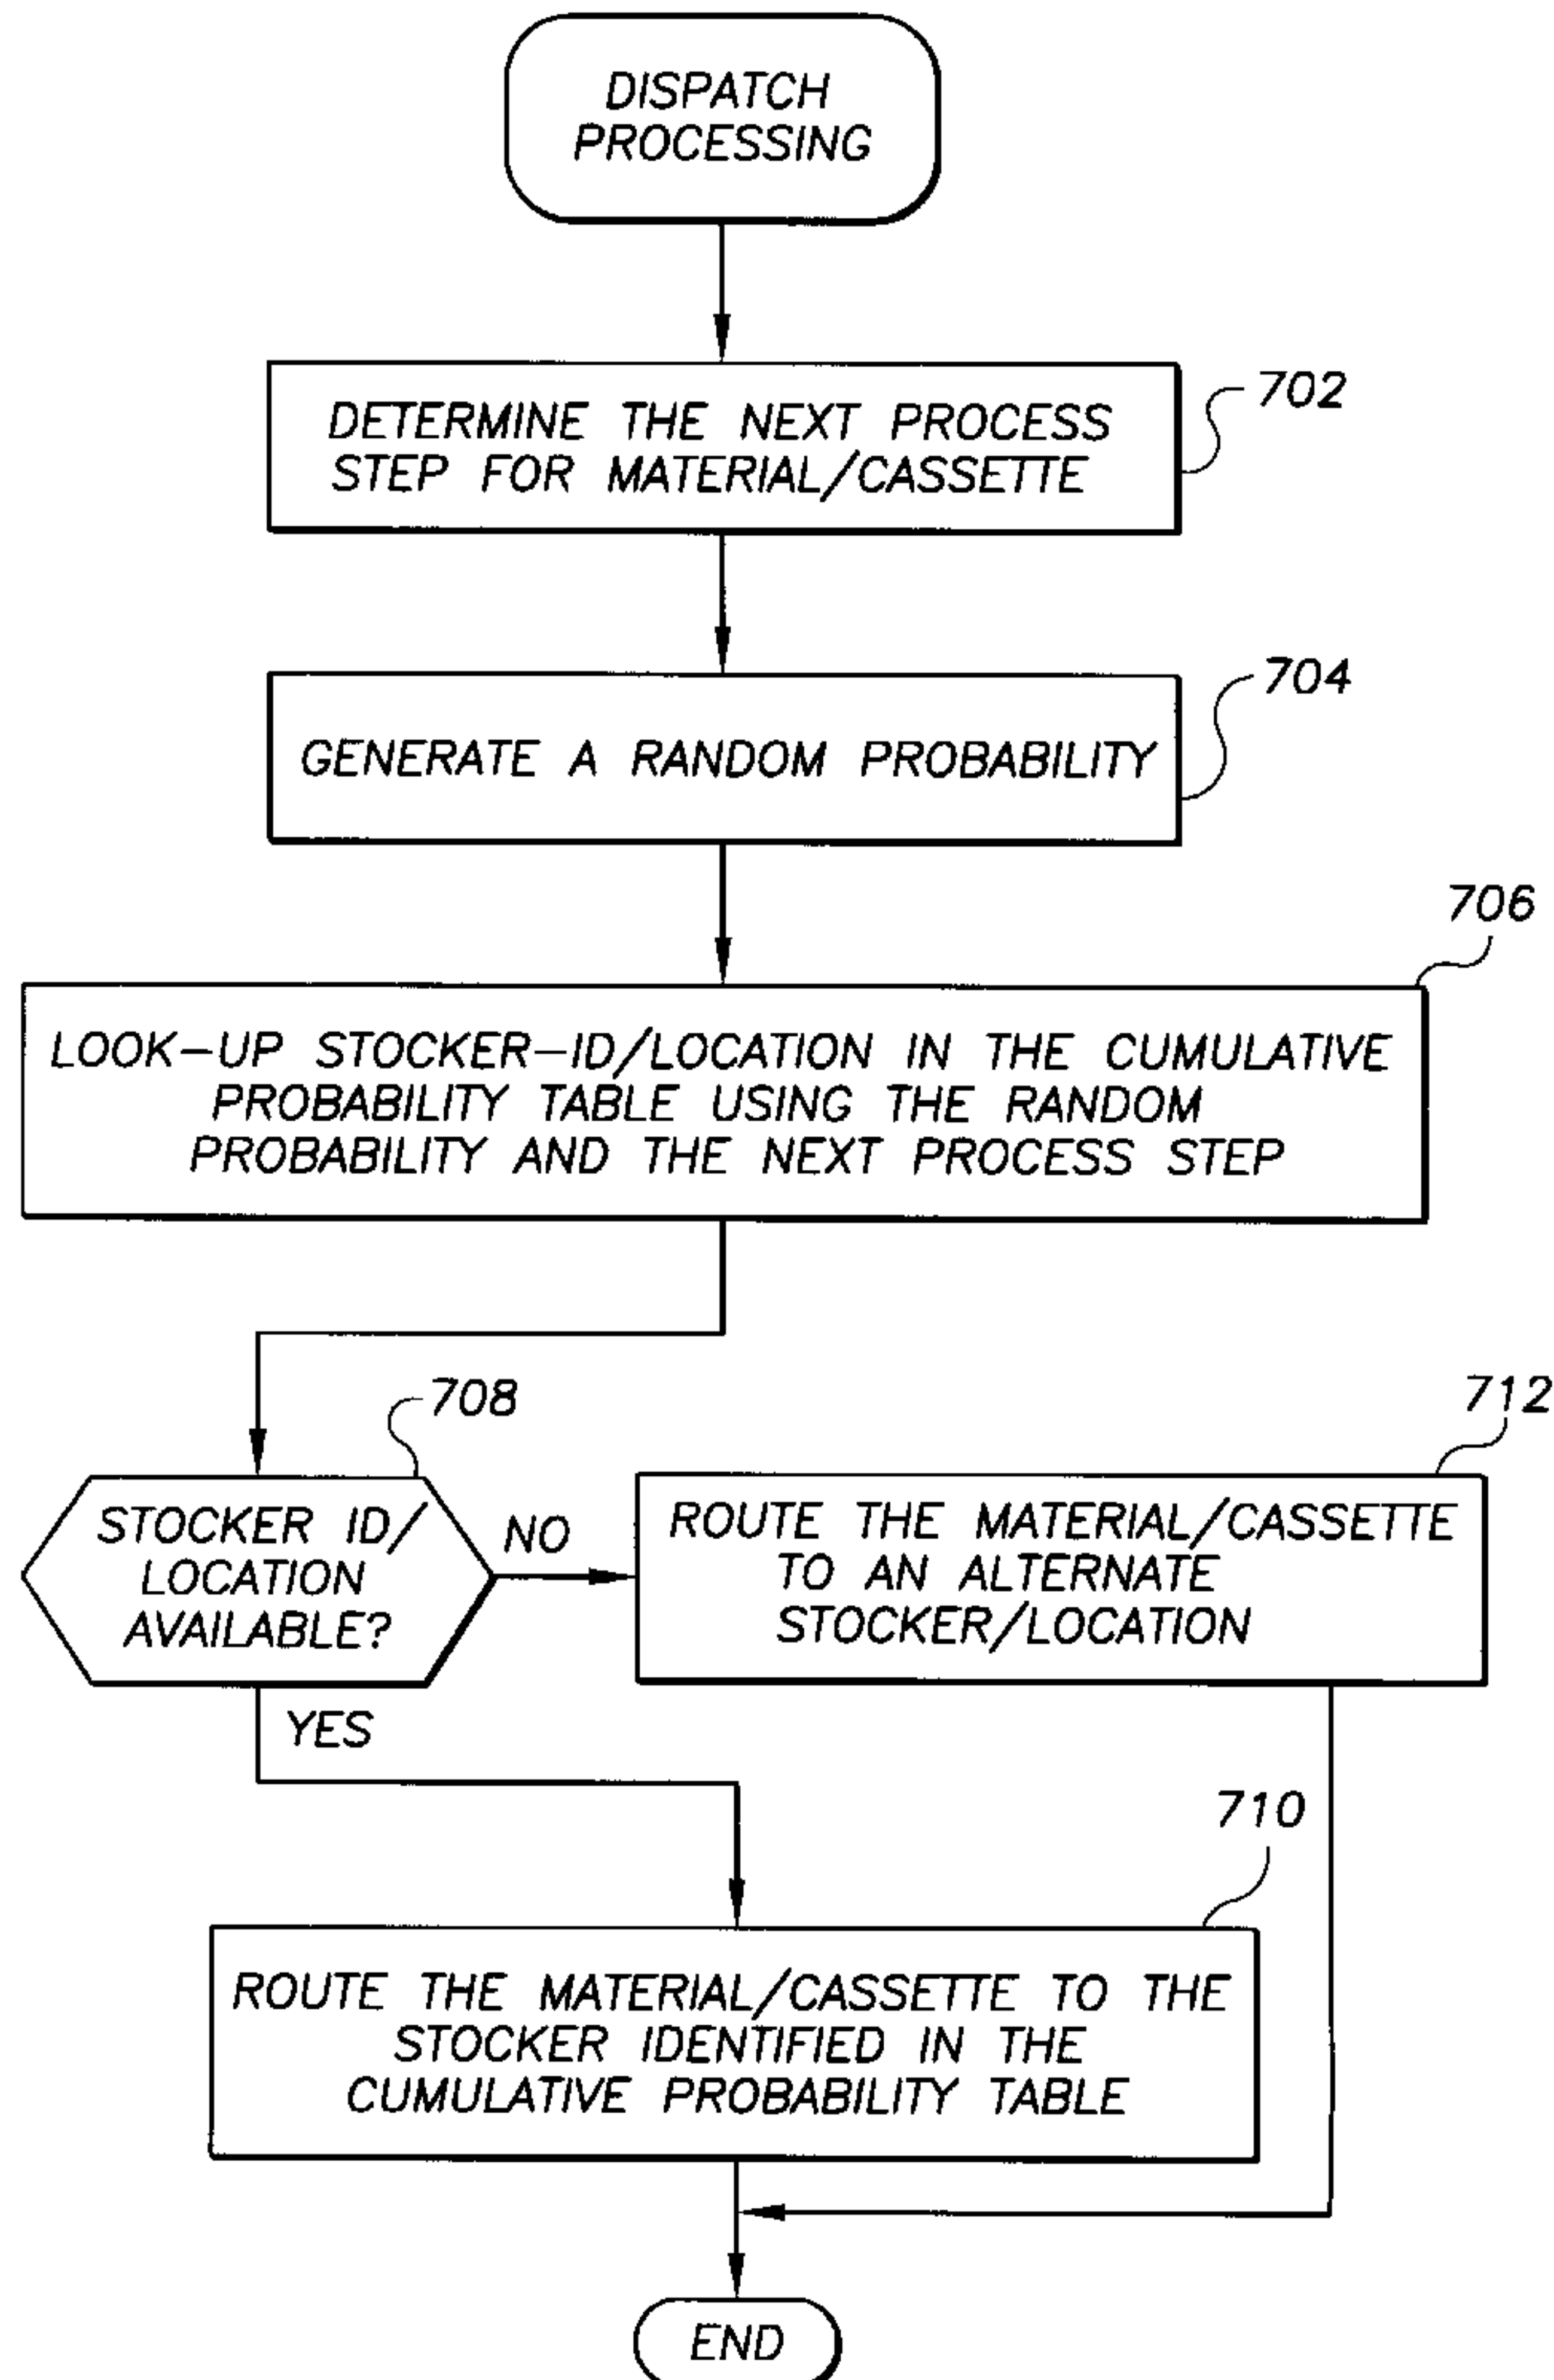 DISPATCH
PROCESSING
702
DETERMINE THE NEXT PROCESS
STEP FOR MATERIAL/CASSETTE
704
GENERATE A RANDOM PROBABILITY
706
LOOK-UP STOCKER-ID/LOCATION IN THE CUMULATIVE
PROBABILITY TABLE USING THE RANDOM
PROBABILITY AND THE NEXT PROCESS STEP
708
STOCKER ID/
LOCATION
AVAILABLE?
NO
712
ROUTE THE MATERIAL/CASSETTE
TO AN ALTERNATE
STOCKER/LOCATION
YES
710
ROUTE THE MATERIAL/CASSETTE TO THE
STOCKER IDENTIFIED IN THE
CUMULATIVE PROBABILITY TABLE
END